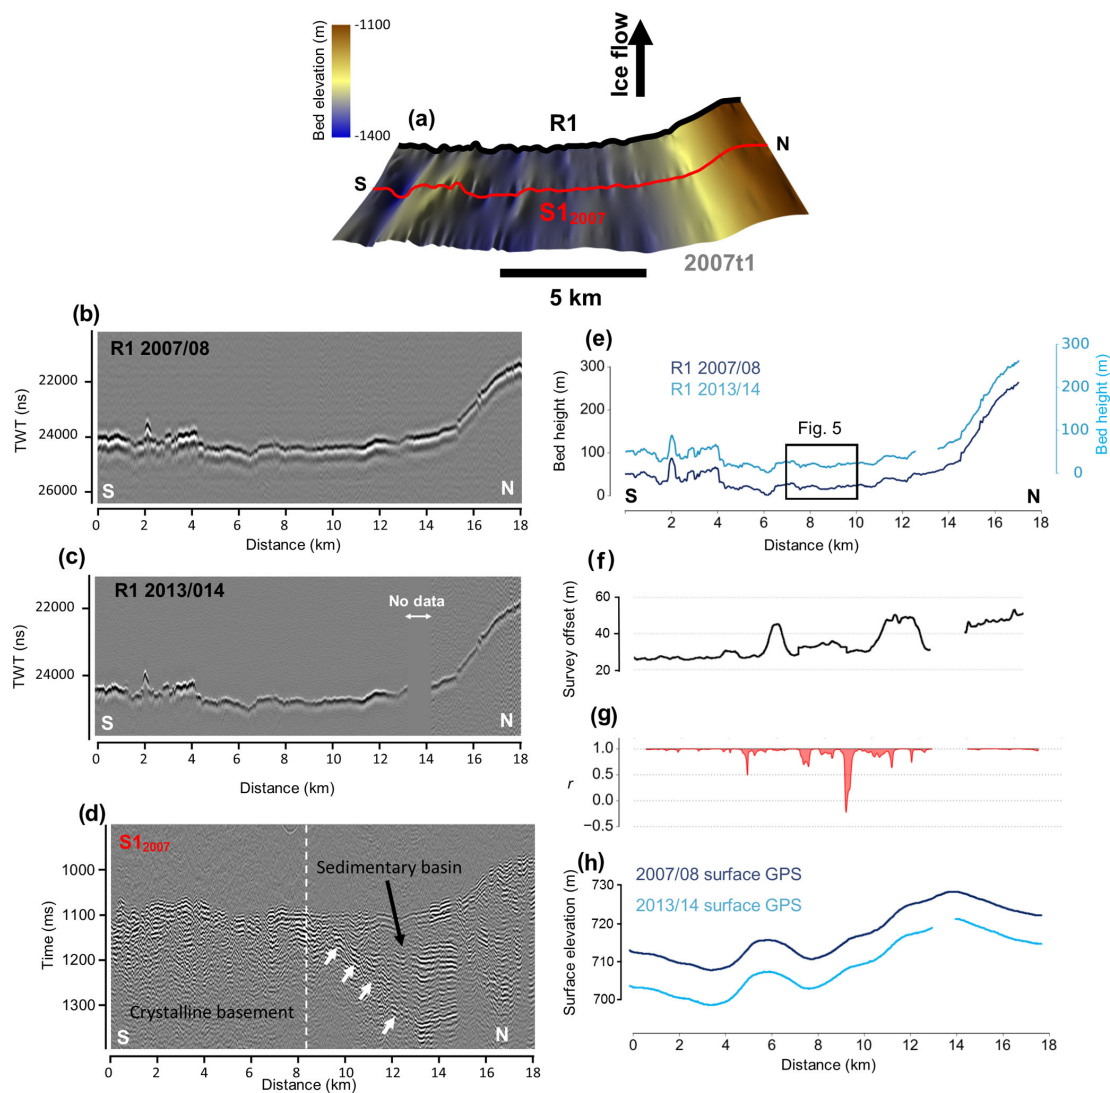 Bed elevation (m)
-1100
-1400
Ice flow
(a)
R1
S
N
S1₂₀₀₇
2007t1
5 km
(b)
R1 2007/08
TWT (ns)
22000
24000
26000
S
N
0 2 4 6 8 10 12 14 16 18
Distance (km)
(c)
R1 2013/014
No data
TWT (ns)
22000
24000
S
N
0 2 4 6 8 10 12 14 16 18
Distance (km)
(d)
S1₂₀₀₇
Sedimentary basin
Time (ms)
1000
1100
1200
1300
Crystalline basement
S
N
0 2 4 6 8 10 12 14 16 18
Distance (km)
(e)
R1 2007/08
R1 2013/14
Fig. 5
Bed height (m)
300
200
100
0
300
200
100
0
Bed height (m)
S
N
2 4 6 8 10 12 14 16 18
Distance (km)
(f)
Survey offset (m)
60
40
20
(g)
r
1.0
0.5
0.0
−0.5
(h)
2007/08 surface GPS
2013/14 surface GPS
Surface elevation (m)
730
720
710
700
0 2 4 6 8 10 12 14 16 18
Distance (km)